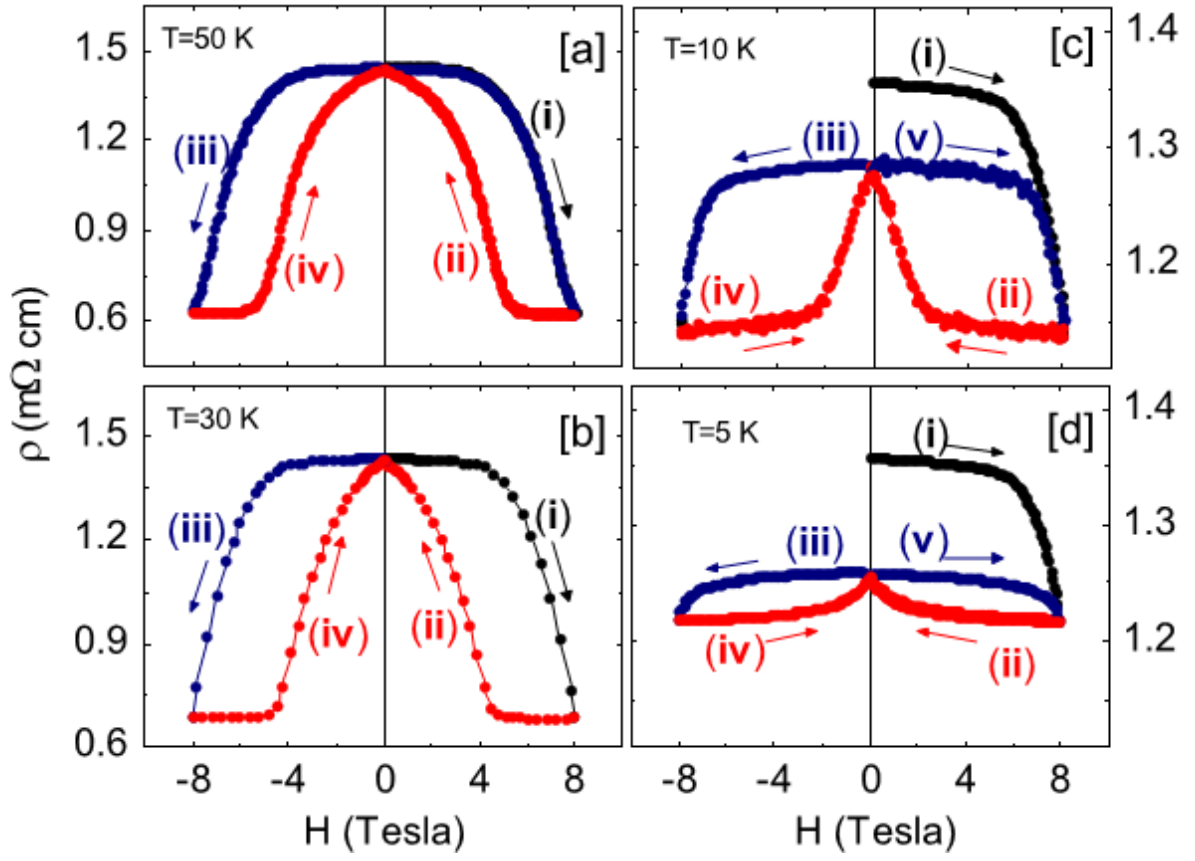 T=50 K
[a]
(i)
(iii)
(iv)
(ii)
1.5
1.2
0.9
0.6
T=10 K
[c]
(i)
(iii)
(v)
(iv)
(ii)
1.4
1.3
1.2
ρ (mΩ cm)
T=30 K
[b]
(iii)
(i)
(iv)
(ii)
1.5
1.2
0.9
0.6
-8
-4
0
4
8
H (Tesla)
T=5 K
[d]
(i)
(iii)
(v)
(iv)
(ii)
1.4
1.3
1.2
-8
-4
0
4
8
H (Tesla)